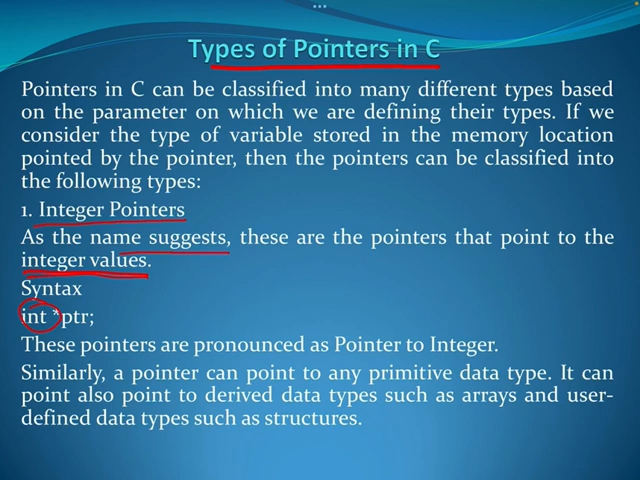 Types of Pointers in C
Pointers in C can be classified into many different types based
on the parameter on which we are defining their types. If we
consider the type of variable stored in the memory location
pointed by the pointer, then the pointers can be classified into
the following types:
1. Integer Pointers
As the name suggests, these are the pointers that point to the
integer values.
Syntax
int *ptr;
These pointers are pronounced as Pointer to Integer.
Similarly, a pointer can point to any primitive data type. It can
point also point to derived data types such as arrays and user-
defined data types such as structures.